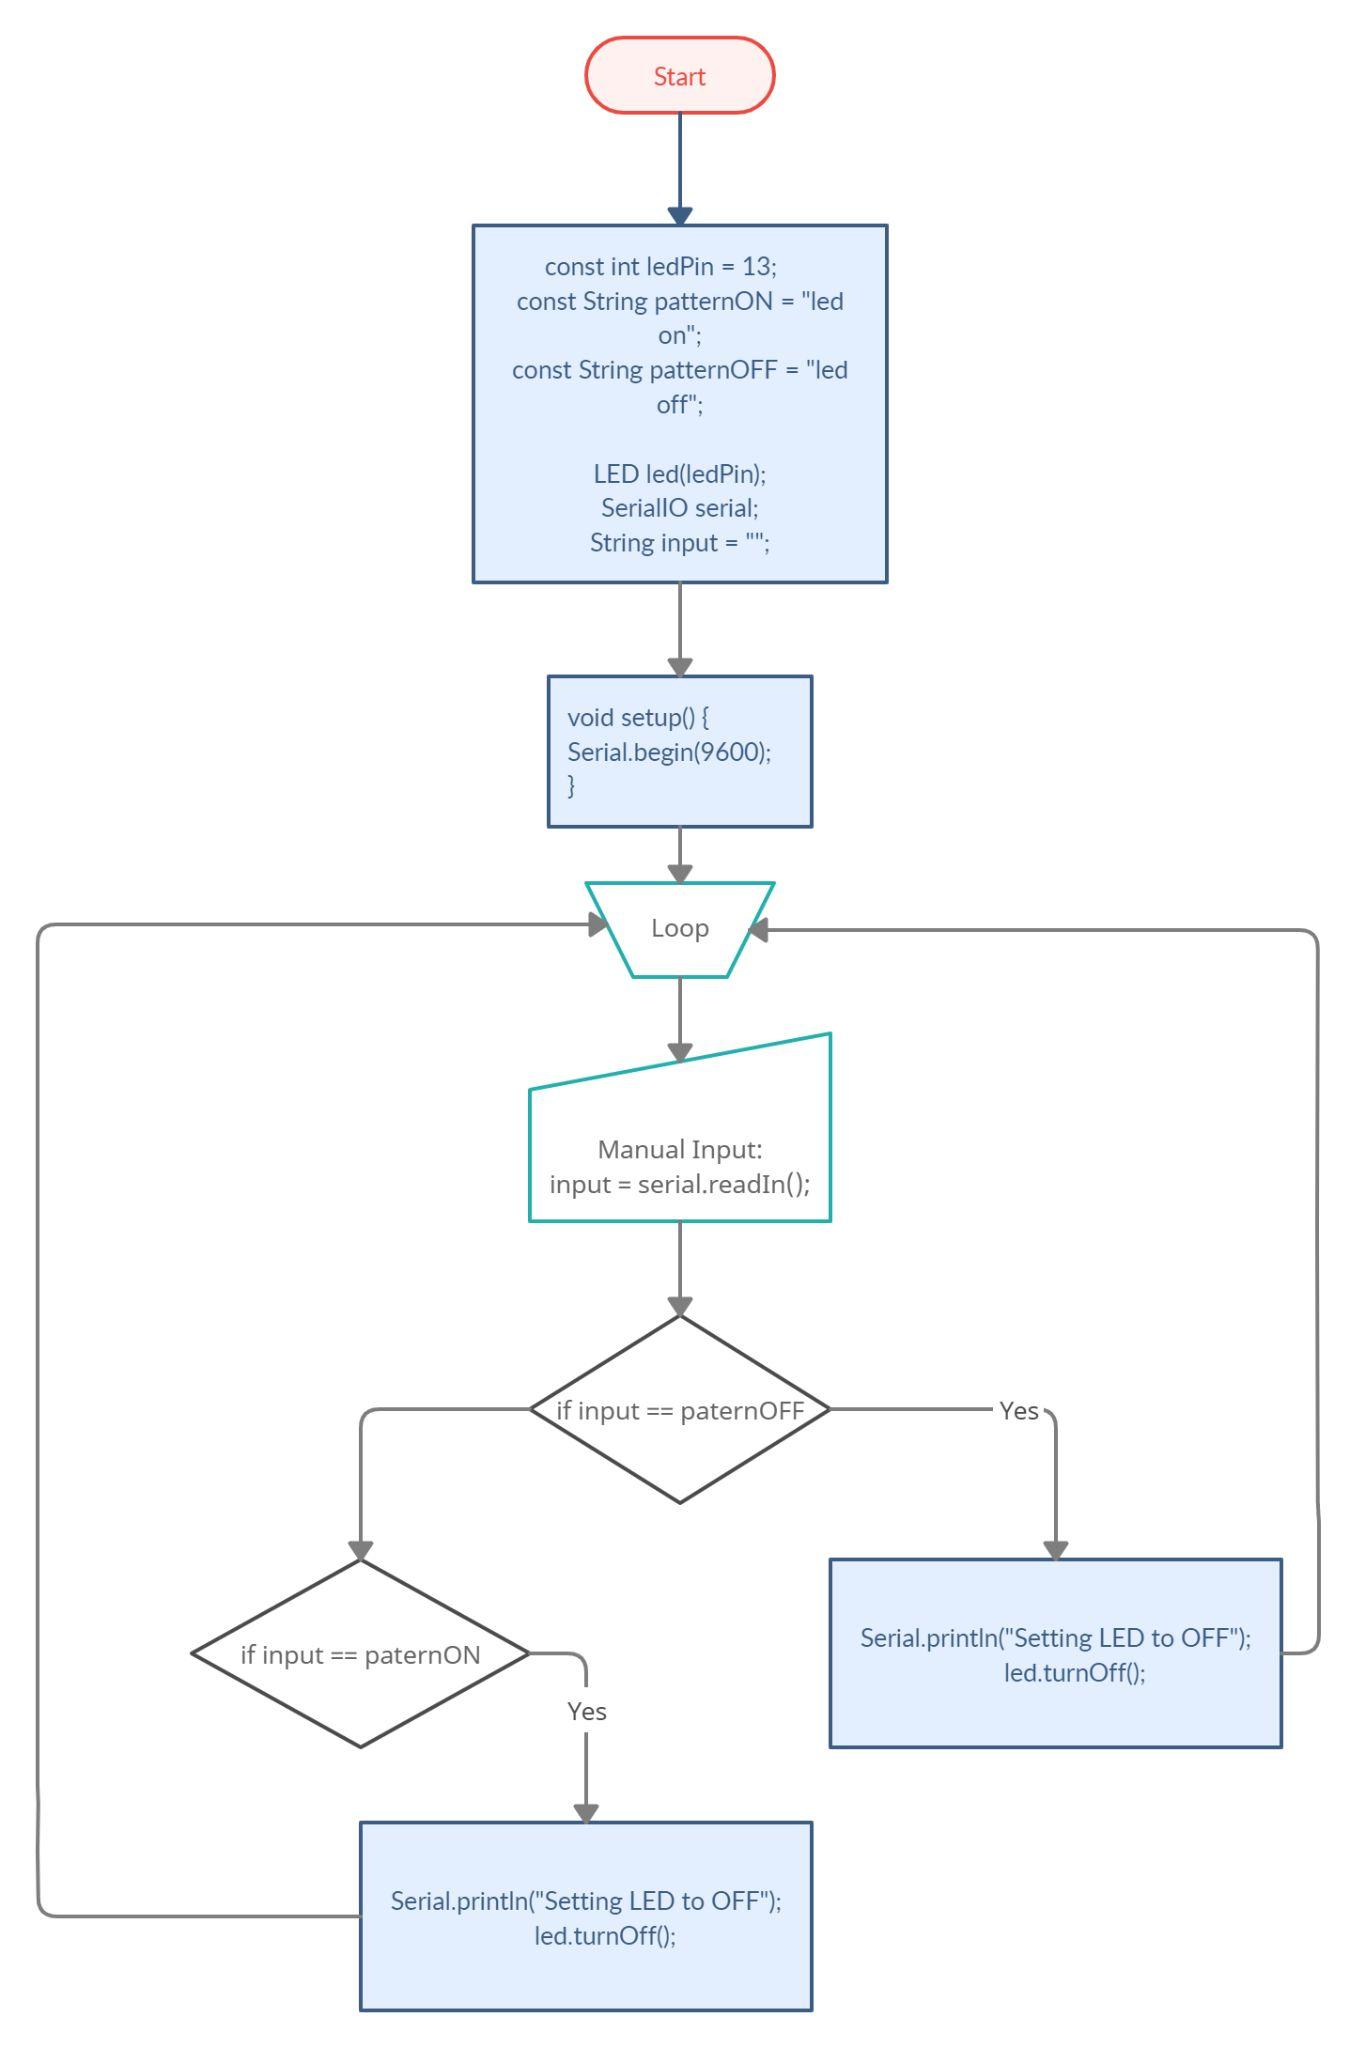 Start
const int ledPin = 13;
const String patternON = "led
on";
const String patternOFF = "led
off";
LED led(ledPin);
SerialIO serial;
String input = "";
void setup() {
Serial.begin(9600);
}
Loop
Manual Input:
input = serial.readIn();
if input == paternOFF
Yes
if input == paternON
Yes
Serial.println("Setting LED to OFF");
led.turnOff();
Serial.println("Setting LED to OFF");
led.turnOff();